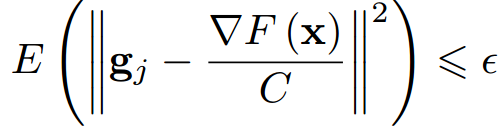 E ( ‖ g_j − ∇F (x) / C ‖² ) ⩽ ϵ